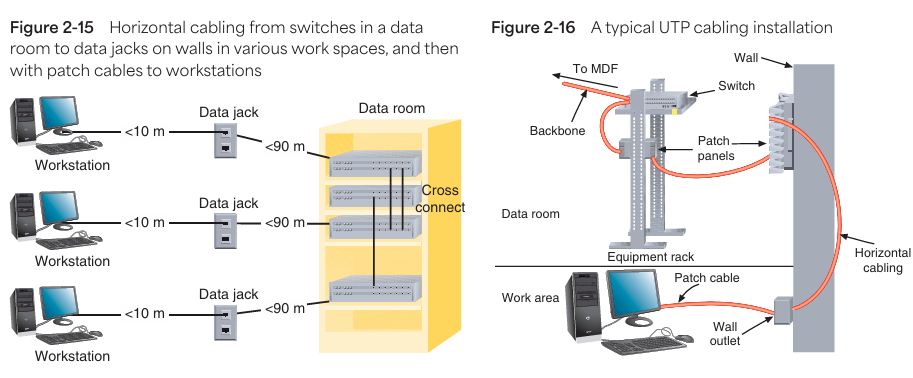 Figure 2-15 Horizontal cabling from switches in a data
room to data jacks on walls in various work spaces, and then
with patch cables to workstations
Data room
Data jack
<10 m
<90 m
Workstation
Cross
connect
Data jack
<10 m
<90 m
Workstation
Data jack
<10 m
<90 m
Workstation
Figure 2-16 A typical UTP cabling installation
Wall
To MDF
Switch
Backbone
Patch
panels
Data room
Equipment rack
Horizontal
cabling
Work area
Patch cable
Wall
outlet